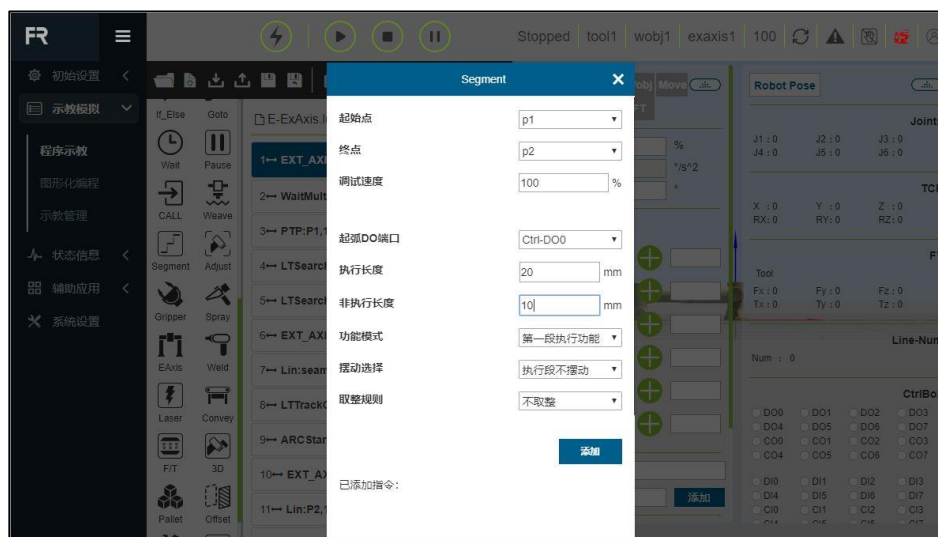 FR
Stopped tool1 wobj1 exaxis1 100
初始设置
示教模拟
程序示教
图形化编程
示教管理
状态信息
辅助应用
系统设置
If_Else Goto
Wait Pause
CALL Weave
Segment Adjust
Gripper Spray
EAxis Weld
Laser Convey
F/T 3D
Pallet Offset
E-ExAxis
1 EXT_AXI
2 WaitMult
3 PTP:P1,1
4 LTSearch
5 LTSearch
6 EXT_AXI
7 Lin:seam
8 LTTrack
9 ARCStar
10 EXT_AX
11 Lin:P2,1
Segment
起始点 p1
终点 p2
调试速度 100 %
起弧DO端口 Ctrl-DO0
执行长度 20 mm
非执行长度 10 mm
功能模式 第一段执行功能
摆动选择 执行段不摆动
取整规则 不取整
添加
已添加指令:
Move
%
°/s^2
°
添加
Robot Pose
Joint
J1 : 0 J2 : 0 J3 : 0
J4 : 0 J5 : 0 J6 : 0
TC
X : 0 Y : 0 Z : 0
RX: 0 RY: 0 RZ: 0
F
Tool
Fx : 0 Fy : 0 Fz : 0
Tx : 0 Ty : 0 Tz : 0
Line-Num
Num : 0
CtrlBo
DO0 DO1 DO2 DO3
DO4 DO5 DO6 DO7
CO0 CO1 CO2 CO3
CO4 CO5 CO6 CO7
DI0 DI1 DI2 DI3
DI4 DI5 DI6 DI7
CI0 CI1 CI2 CI3